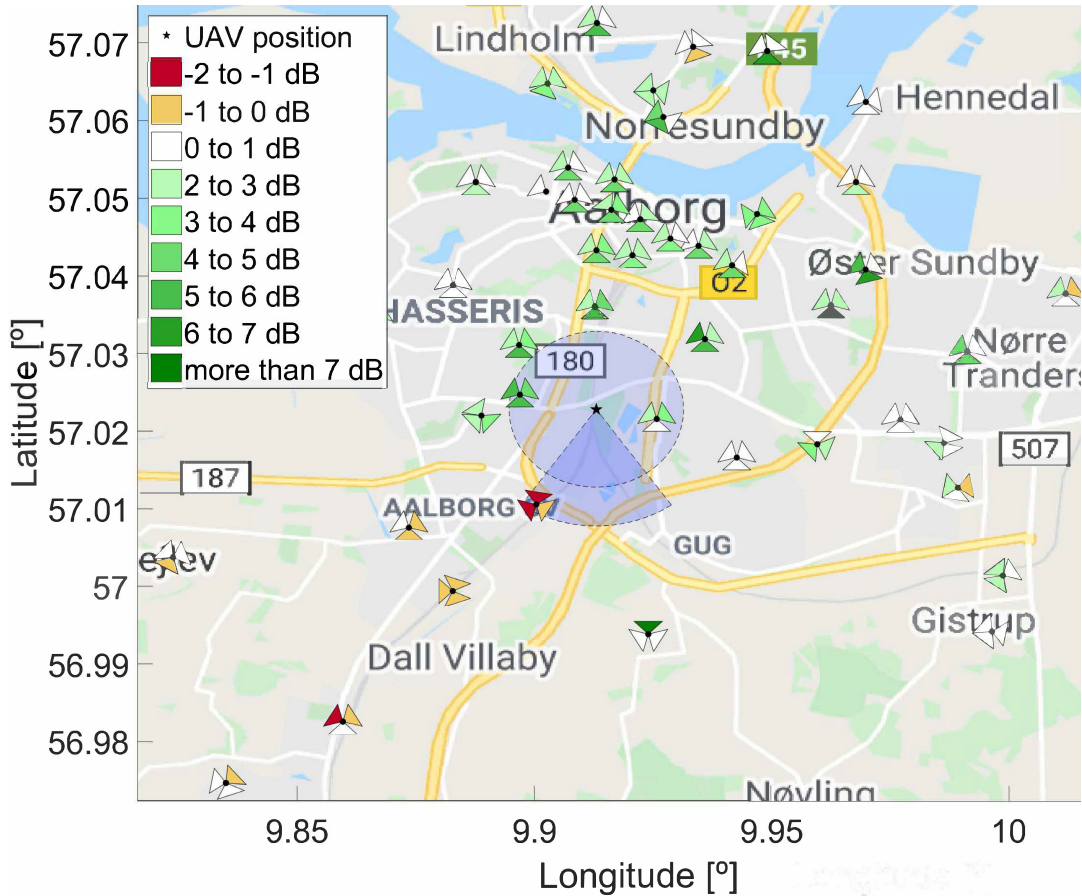 UAV position
-2 to -1 dB
-1 to 0 dB
0 to 1 dB
2 to 3 dB
3 to 4 dB
4 to 5 dB
5 to 6 dB
6 to 7 dB
more than 7 dB
57.07
57.06
57.05
57.04
57.03
57.02
57.01
57
56.99
56.98
Latitude [º]
9.85
9.9
9.95
10
Longitude [º]
Lindholm
45
Hennedal
Nørresundby
Aalborg
Øster Sundby
62
HASSERIS
180
Nørre
Tranders
507
187
AALBORG
GUG
ejlev
Gistrup
Dall Villaby
Nøvling